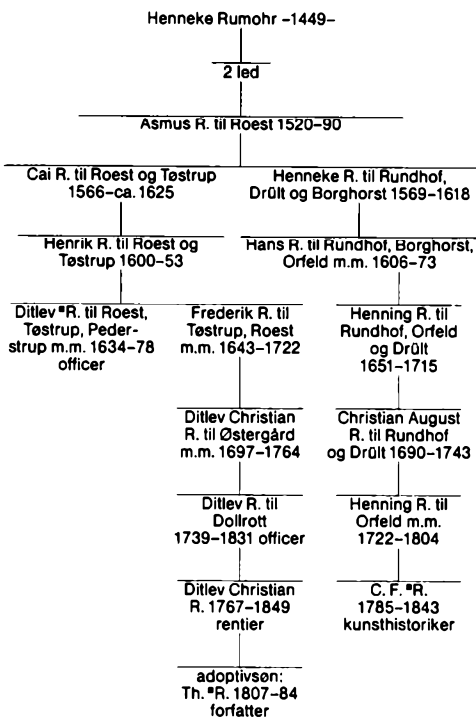 Henneke Rumohr –1449–
2 led
Asmus R. til Roest 1520–90
Cai R. til Roest og Tøstrup
1566–ca. 1625
Henneke R. til Rundhof,
Drült og Borghorst 1569–1618
Henrik R. til Roest og
Tøstrup 1600–53
Hans R. til Rundhof, Borghorst,
Orfeld m.m. 1606–73
Ditlev *R. til Roest,
Tøstrup, Peder-
strup m.m. 1634–78
officer
Frederik R. til
Tøstrup, Roest
m.m. 1643–1722
Henning R. til
Rundhof, Orfeld
og Drült
1651–1715
Ditlev Christian
R. til Østergård
m.m. 1697–1764
Christian August
R. til Rundhof
og Drült 1690–1743
Ditlev R. til
Dollrott
1739–1831 officer
Henning R. til
Orfeld m.m.
1722–1804
Ditlev Christian
R. 1767–1849
rentier
C. F. *R.
1785–1843
kunsthistoriker
adoptivsøn:
Th. *R. 1807–84
forfatter